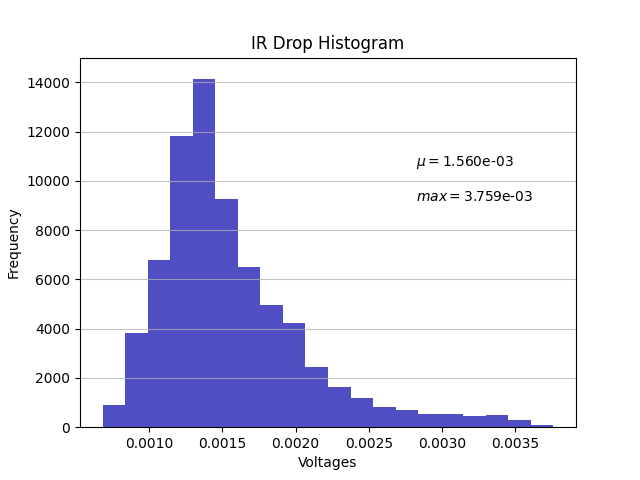 IR Drop Histogram
14000
12000
10000
8000
6000
4000
2000
0
Frequency
μ = 1.560e-03
max = 3.759e-03
0.0010 0.0015 0.0020 0.0025 0.0030 0.0035
Voltages